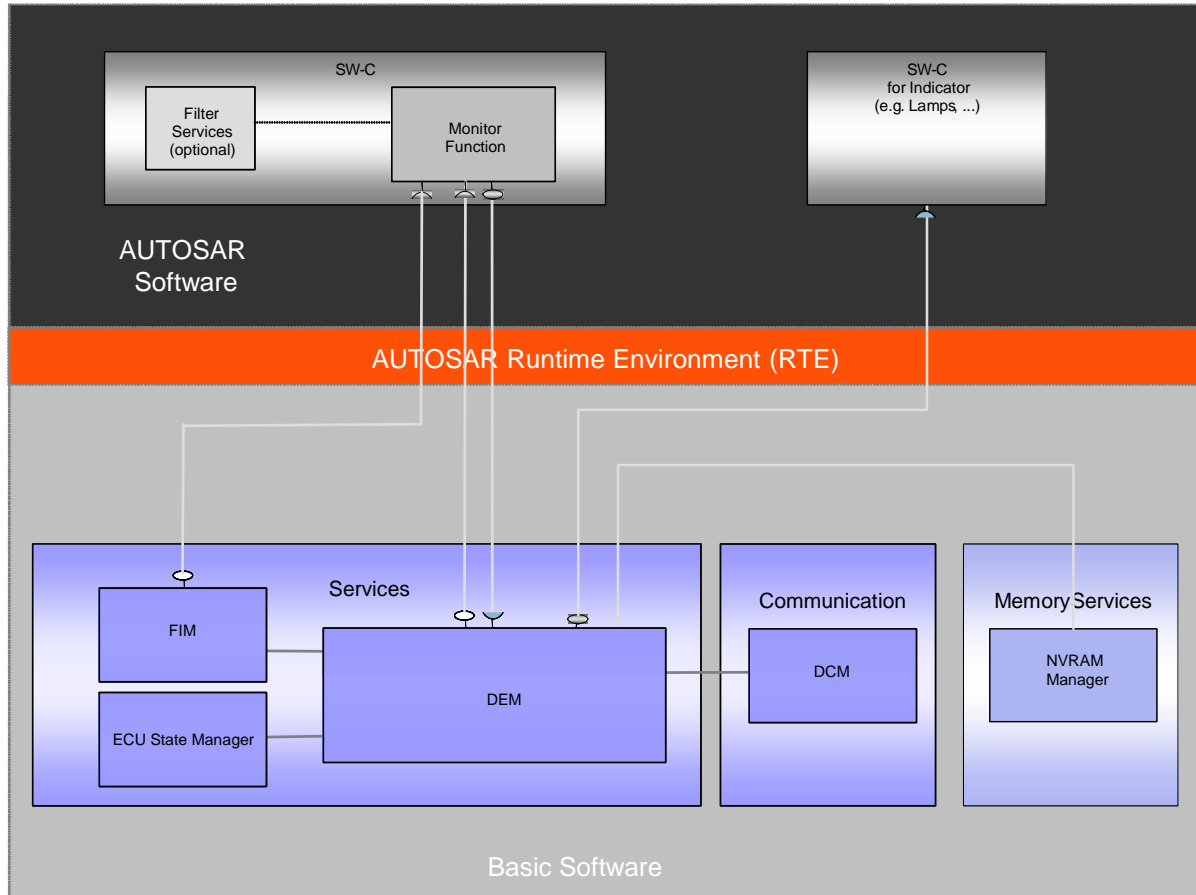 SW-C
Filter
Services
(optional)
Monitor
Function
SW-C
for Indicator
(e.g. Lamps, ...)
AUTOSAR
Software
AUTOSAR Runtime Environment (RTE)
Services
FIM
ECU State Manager
DEM
Communication
DCM
Memory Services
NVRAM
Manager
Basic Software